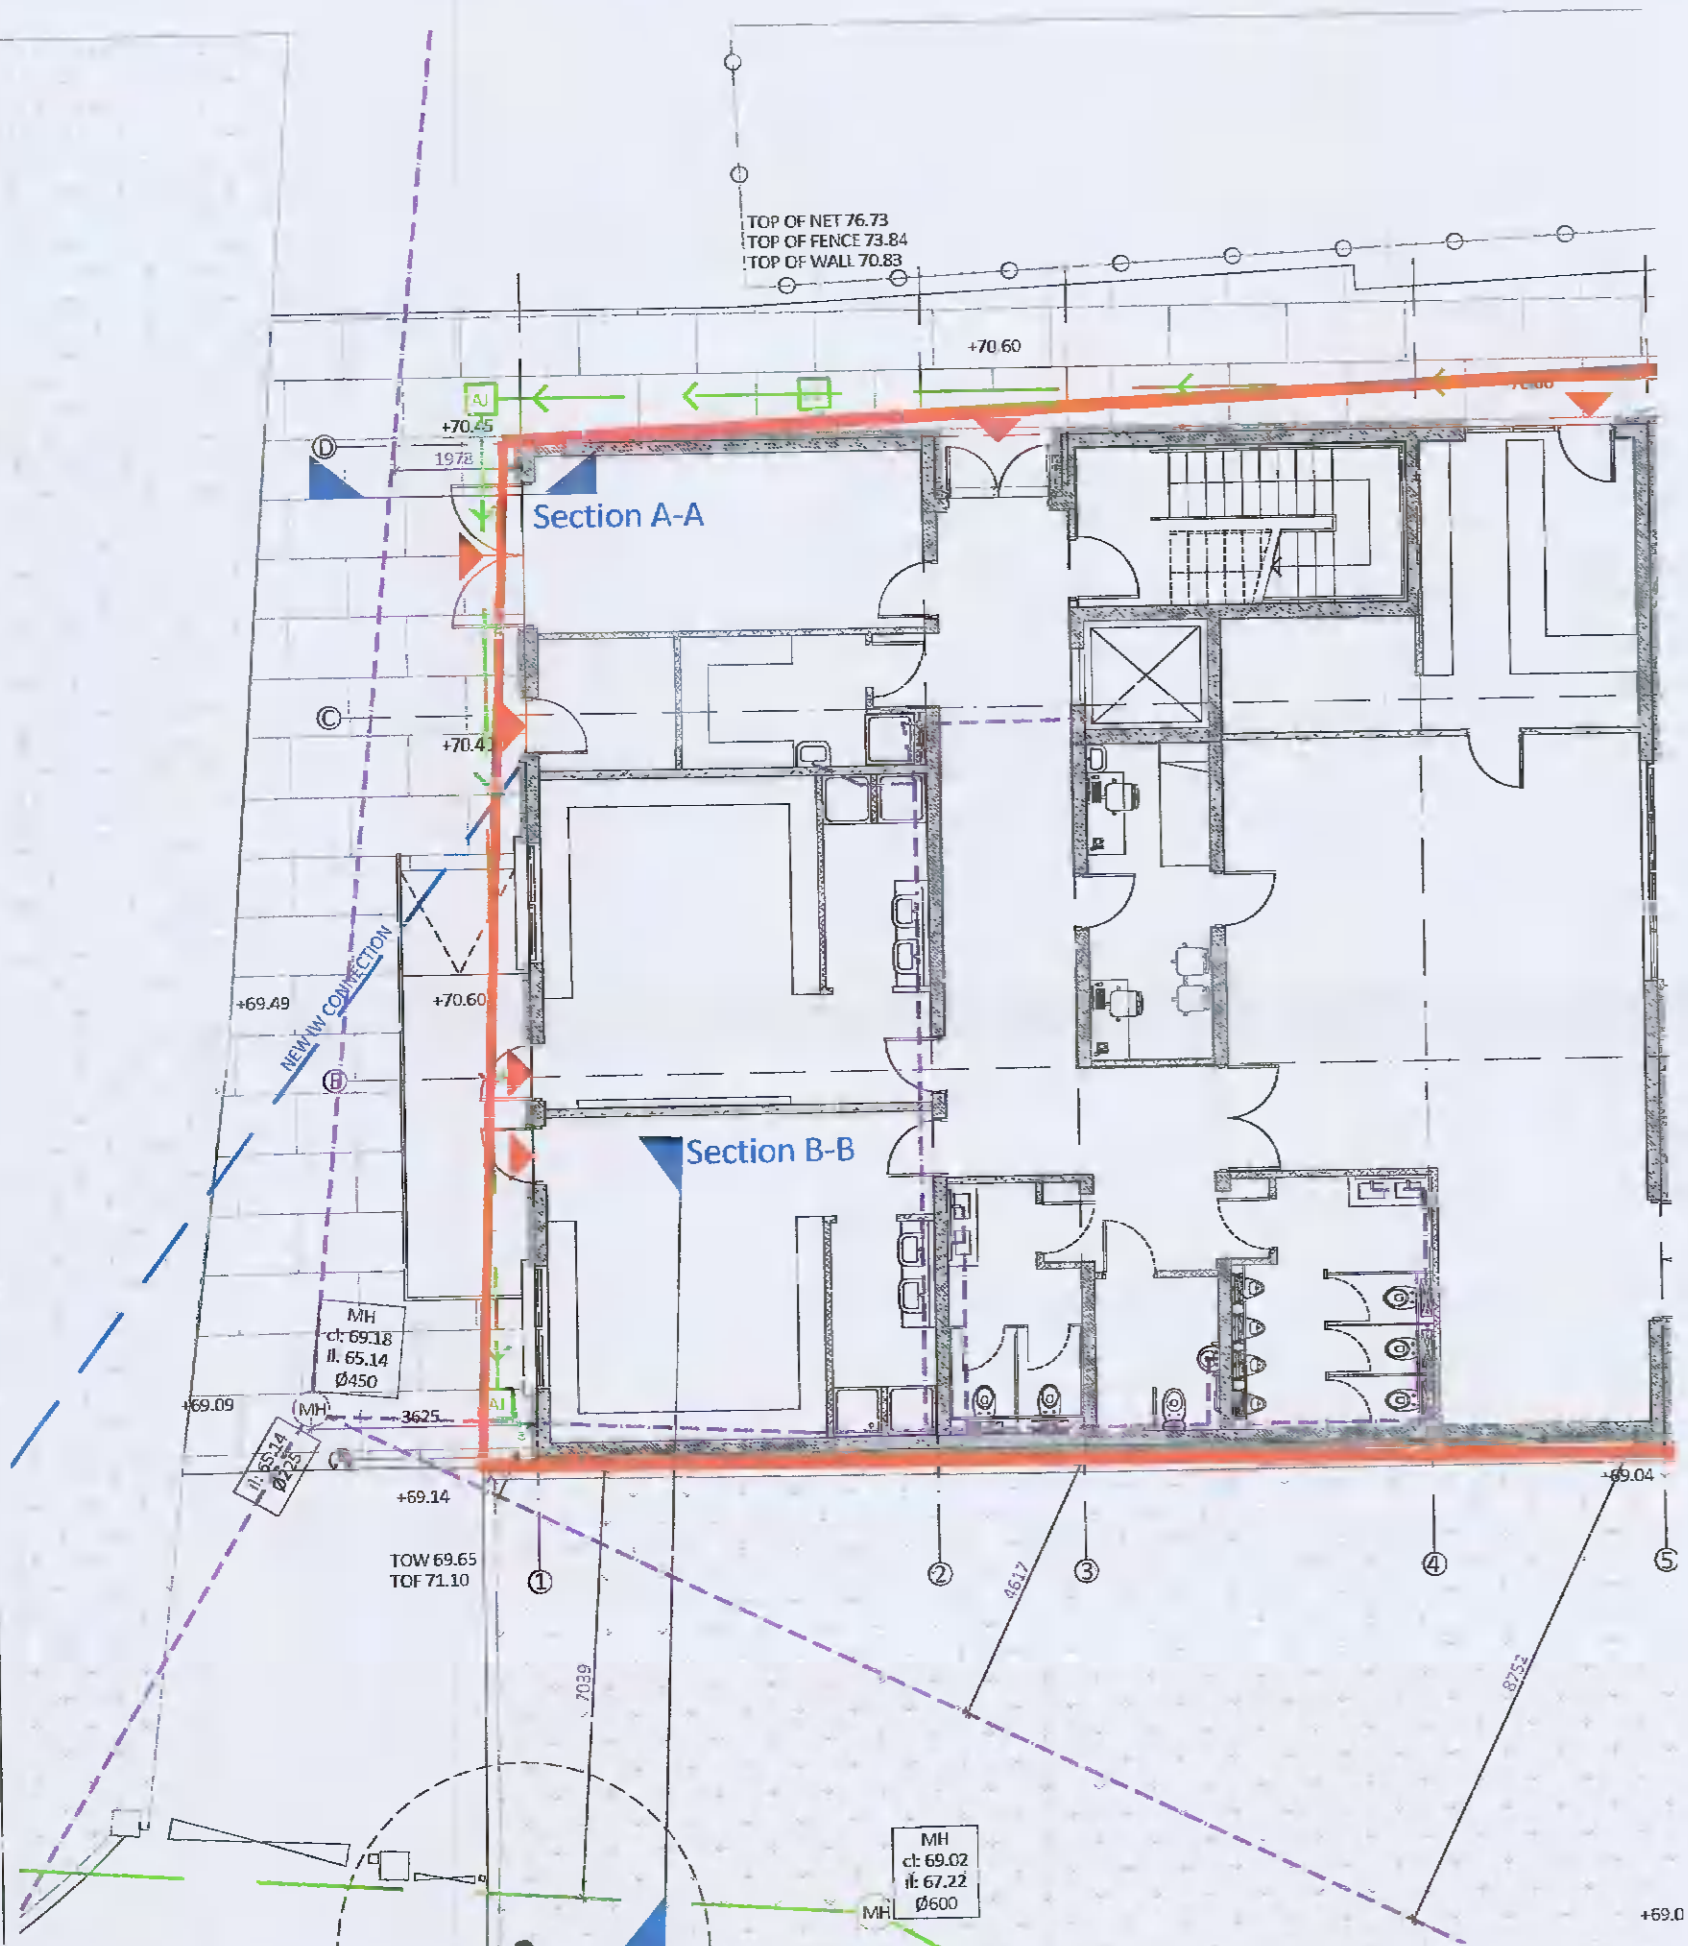 TOP OF NET 76.73
TOP OF FENCE 73.84
TOP OF WALL 70.83
+70.60
AJ
+70.45
D
1978
Section A-A
C
NEW IW CONNECTION
+69.49
+70.60
B
Section B-B
MH
cl: 69.18
il: 65.14
Ø450
+69.09
MH
3625
AJ
il: 65.14
Ø225
+69.14
+69.04
TOW 69.65
TOF 71.10
1
2
3
4
5
4617
7039
8752
MH
cl: 69.02
il: 67.22
Ø600
MH
+69.0